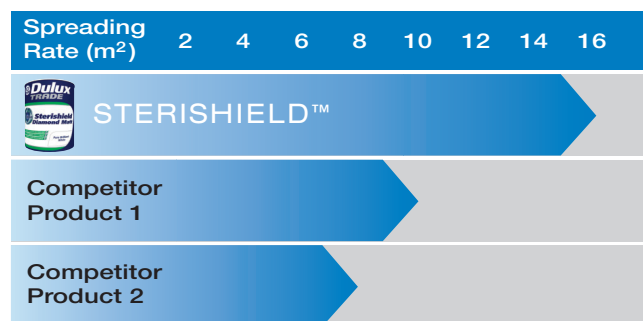 Spreading
Rate (m²) 2 4 6 8 10 12 14 16
Dulux
TRADE
Sterishield
Diamond Matt
STERISHIELD™
Competitor
Product 1
Competitor
Product 2